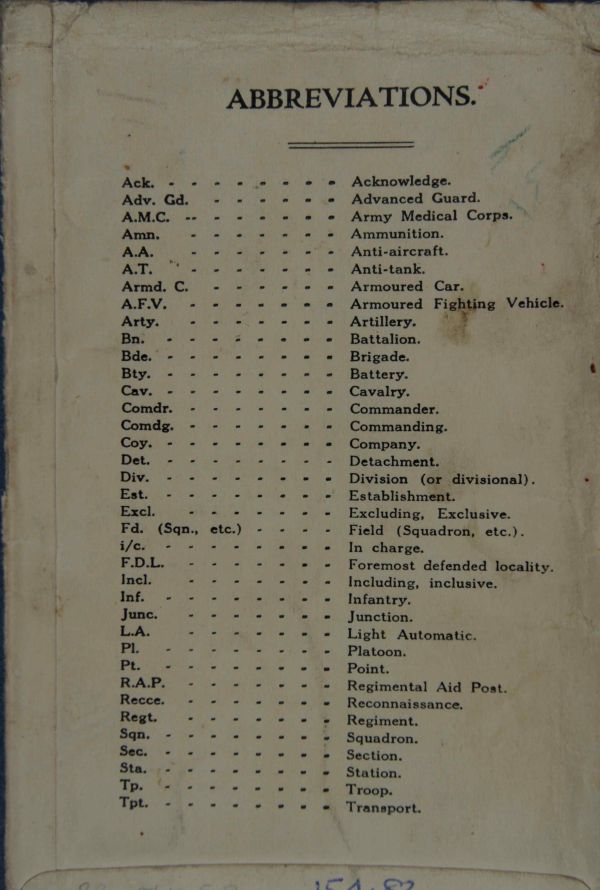 ABBREVIATIONS.
Ack. - - - - - - - - Acknowledge.
Adv. Gd. - - - - - - Advanced Guard.
A.M.C. -- - - - - - - Army Medical Corps.
Amn. - - - - - - - Ammunition.
A.A. - - - - - - - Anti-aircraft.
A.T. - - - - - - - Anti-tank.
Armd. C. - - - - - - Armoured Car.
A.F.V. - - - - - - - Armoured Fighting Vehicle.
Arty. - - - - - - - Artillery.
Bn. - - - - - - - - Battalion.
Bde. - - - - - - - - Brigade.
Bty. - - - - - - - - Battery.
Cav. - - - - - - - - Cavalry.
Comdr. - - - - - - - Commander.
Comdg. - - - - - - - Commanding.
Coy. - - - - - - - - Company.
Det. - - - - - - - - Detachment.
Div. - - - - - - - - Division (or divisional).
Est. - - - - - - - - Establishment.
Excl. - - - - - - - Excluding, Exclusive.
Fd. (Sqn., etc.) - - - - Field (Squadron, etc.).
i/c. - - - - - - - - In charge.
F.D.L. - - - - - - - Foremost defended locality.
Incl. - - - - - - - Including, inclusive.
Inf. - - - - - - - - Infantry.
Junc. - - - - - - - Junction.
L.A. - - - - - - - Light Automatic.
Pl. - - - - - - - - Platoon.
Pt. - - - - - - - - Point.
R.A.P. - - - - - - - Regimental Aid Post.
Recce. - - - - - - - Reconnaissance.
Regt. - - - - - - - Regiment.
Sqn. - - - - - - - - Squadron.
Sec. - - - - - - - - Section.
Sta. - - - - - - - - Station.
Tp. - - - - - - - - Troop.
Tpt. - - - - - - - - Transport.